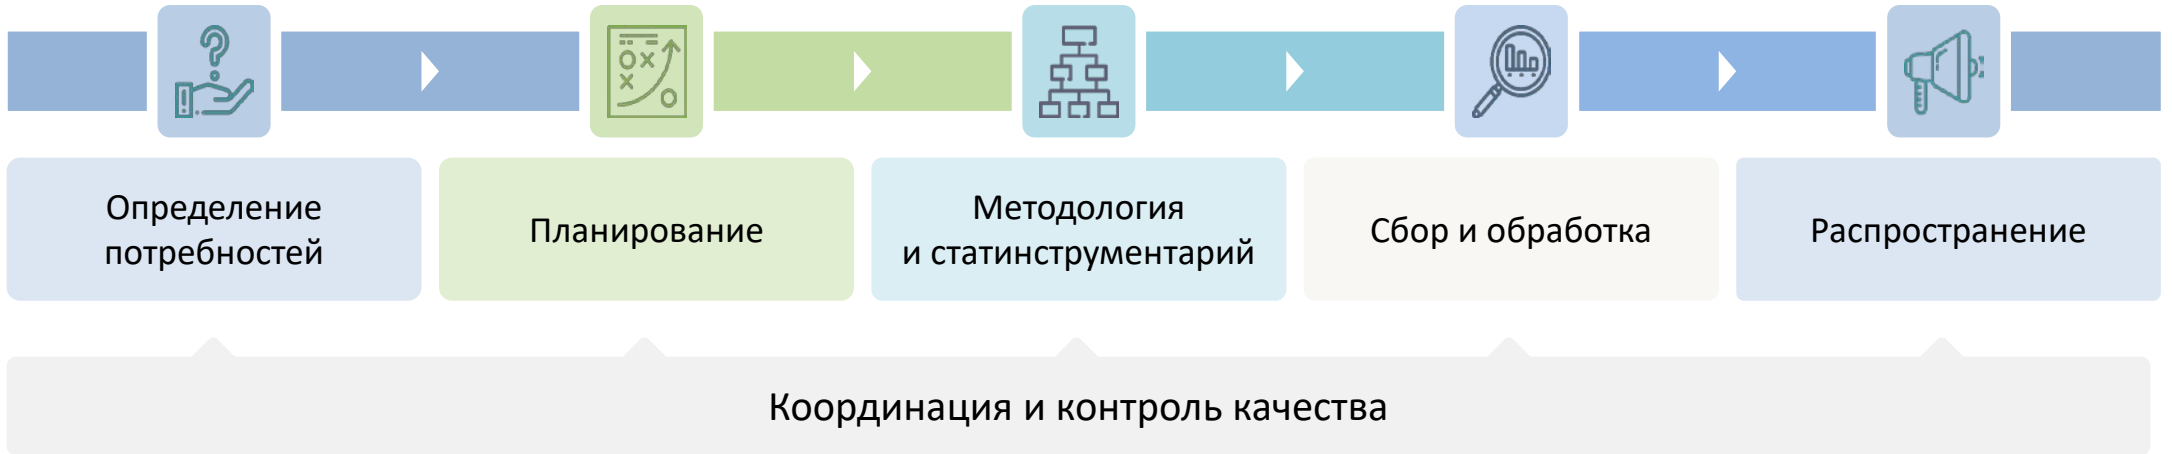 Определение
потребностей
Планирование
Методология
и статинструментарий
Сбор и обработка
Распространение
Координация и контроль качества